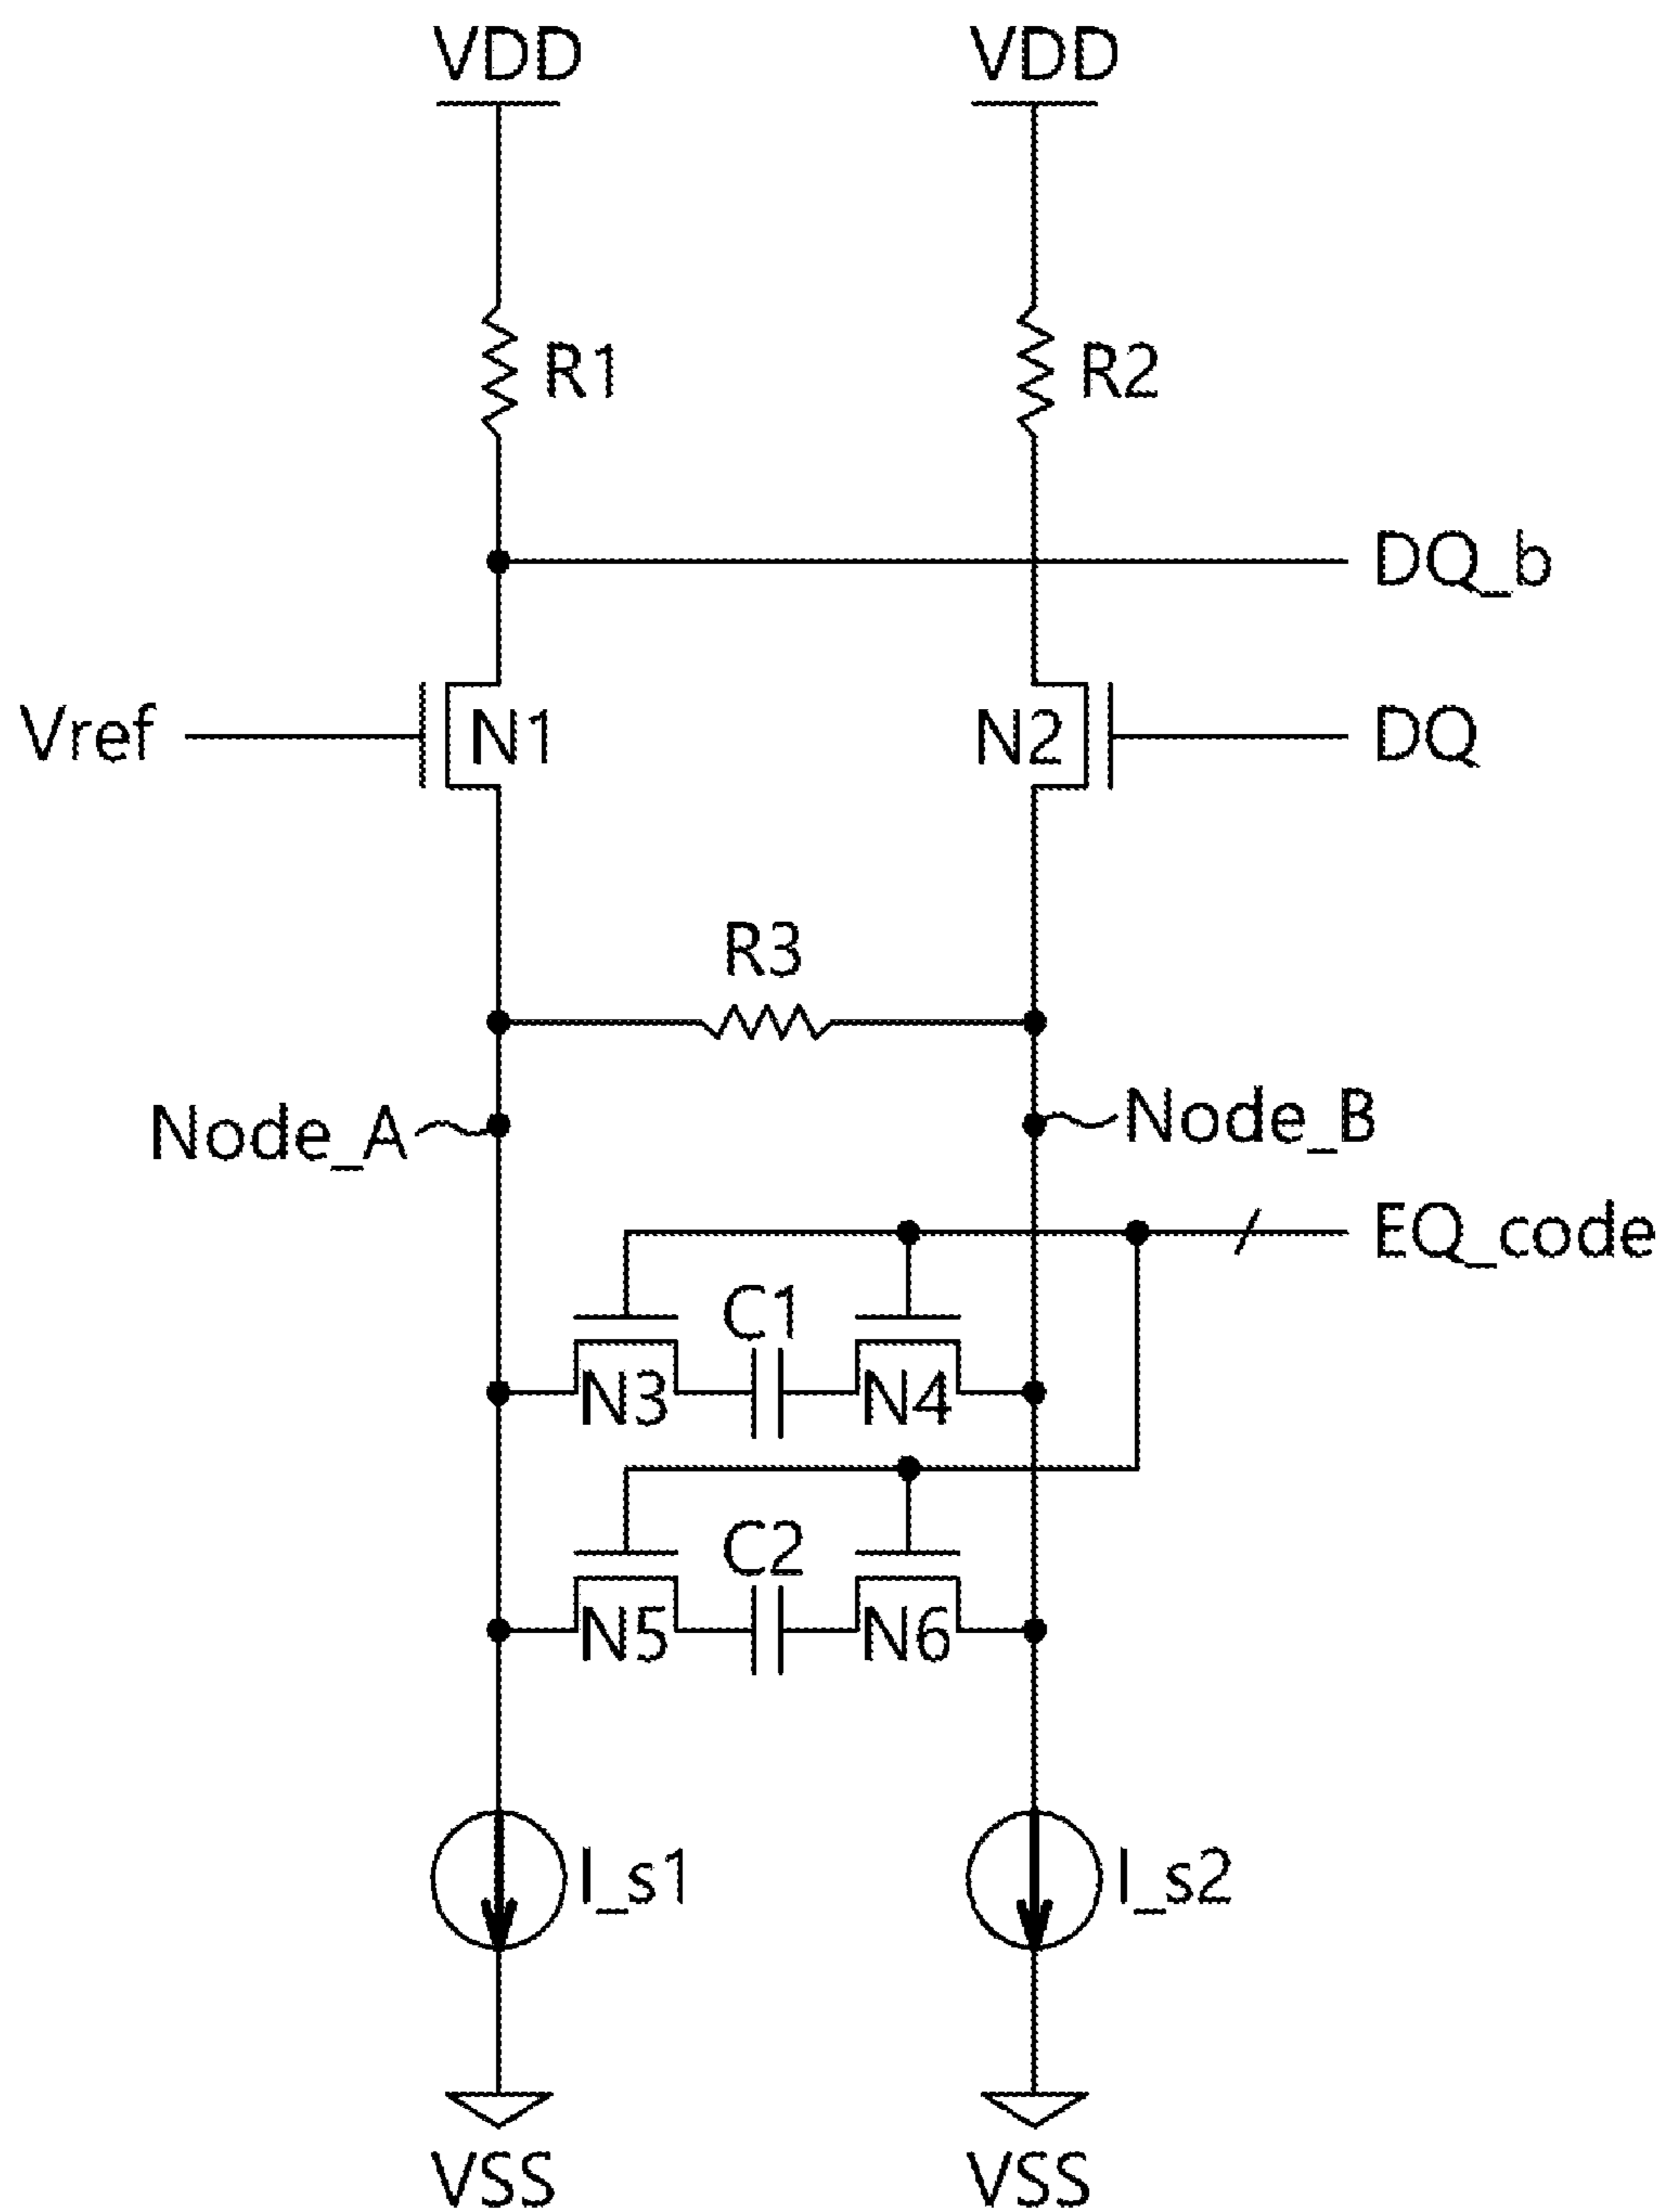 VDD VDD
R1 R2
DQ_b
Vref N1 N2 DQ
R3
Node_A Node_B
EQ_code
C1
N3 N4
C2
N5 N6
I_s1 I_s2
VSS VSS